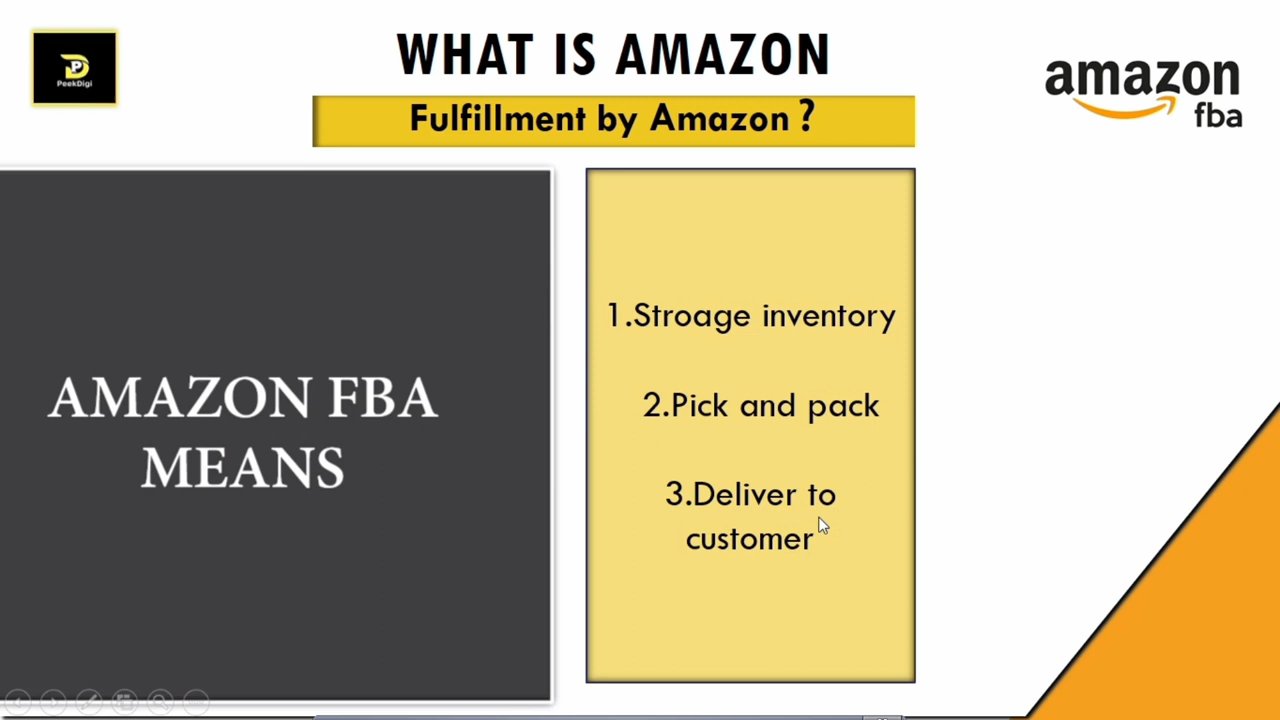 PeekDigi
WHAT IS AMAZON
Fulfillment by Amazon ?
amazon
fba
AMAZON FBA
MEANS
1.Stroage inventory
2.Pick and pack
3.Deliver to
customer